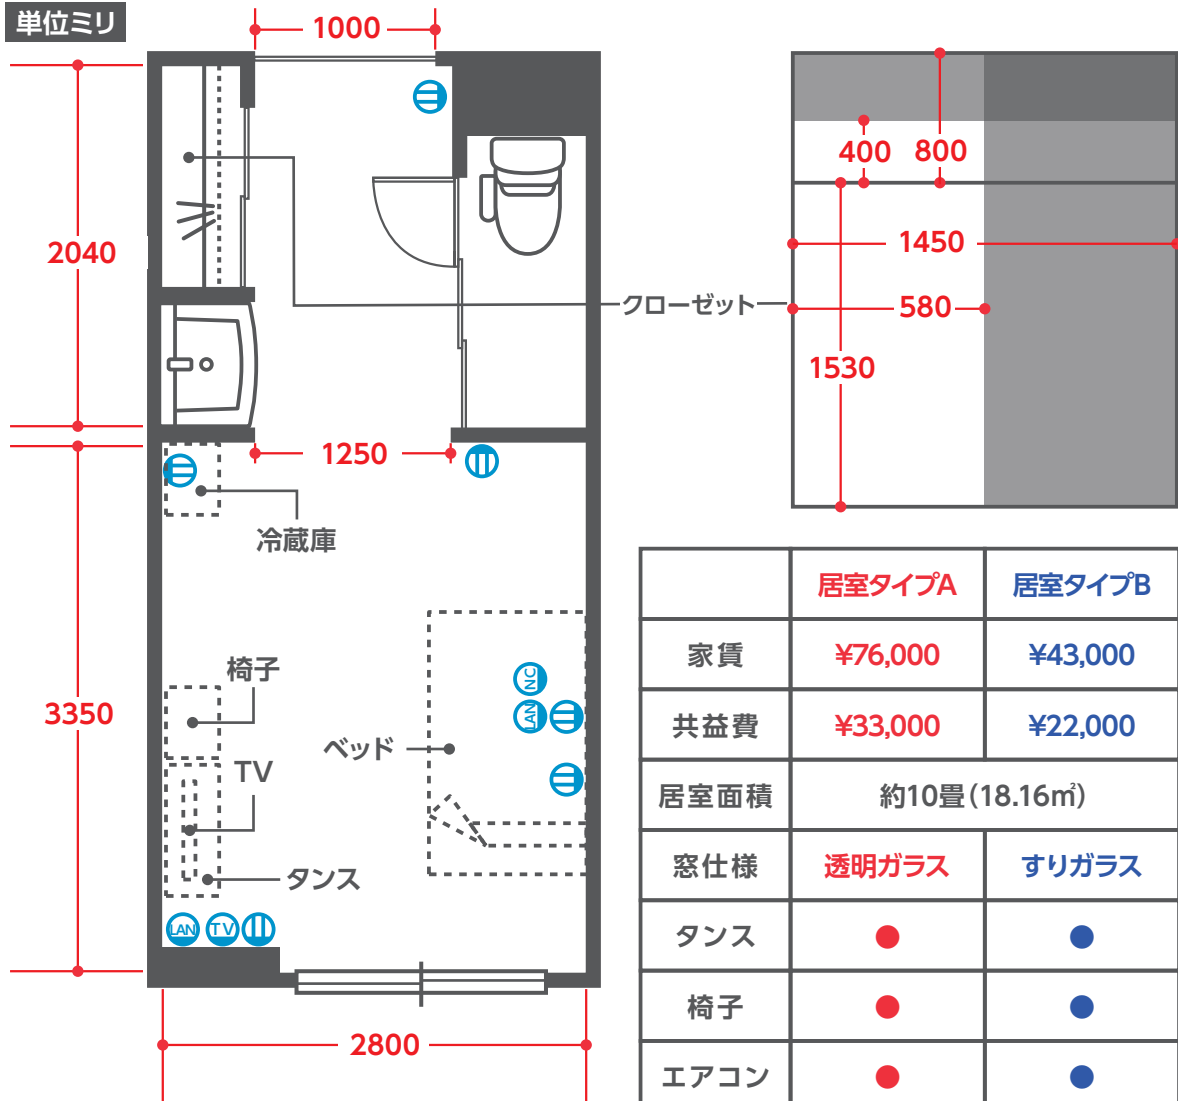 単位ミリ
1000
400
800
2040
1450
クローゼット
580
1530
1250
冷蔵庫
椅子
NC
LAN
3350
ベッド
TV
タンス
LAN
TV
2800
居室タイプA 居室タイプB
家賃 ¥76,000 ¥43,000
共益費 ¥33,000 ¥22,000
居室面積 約10畳(18.16㎡)
窓仕様 透明ガラス すりガラス
タンス ● ●
椅子 ● ●
エアコン ● ●